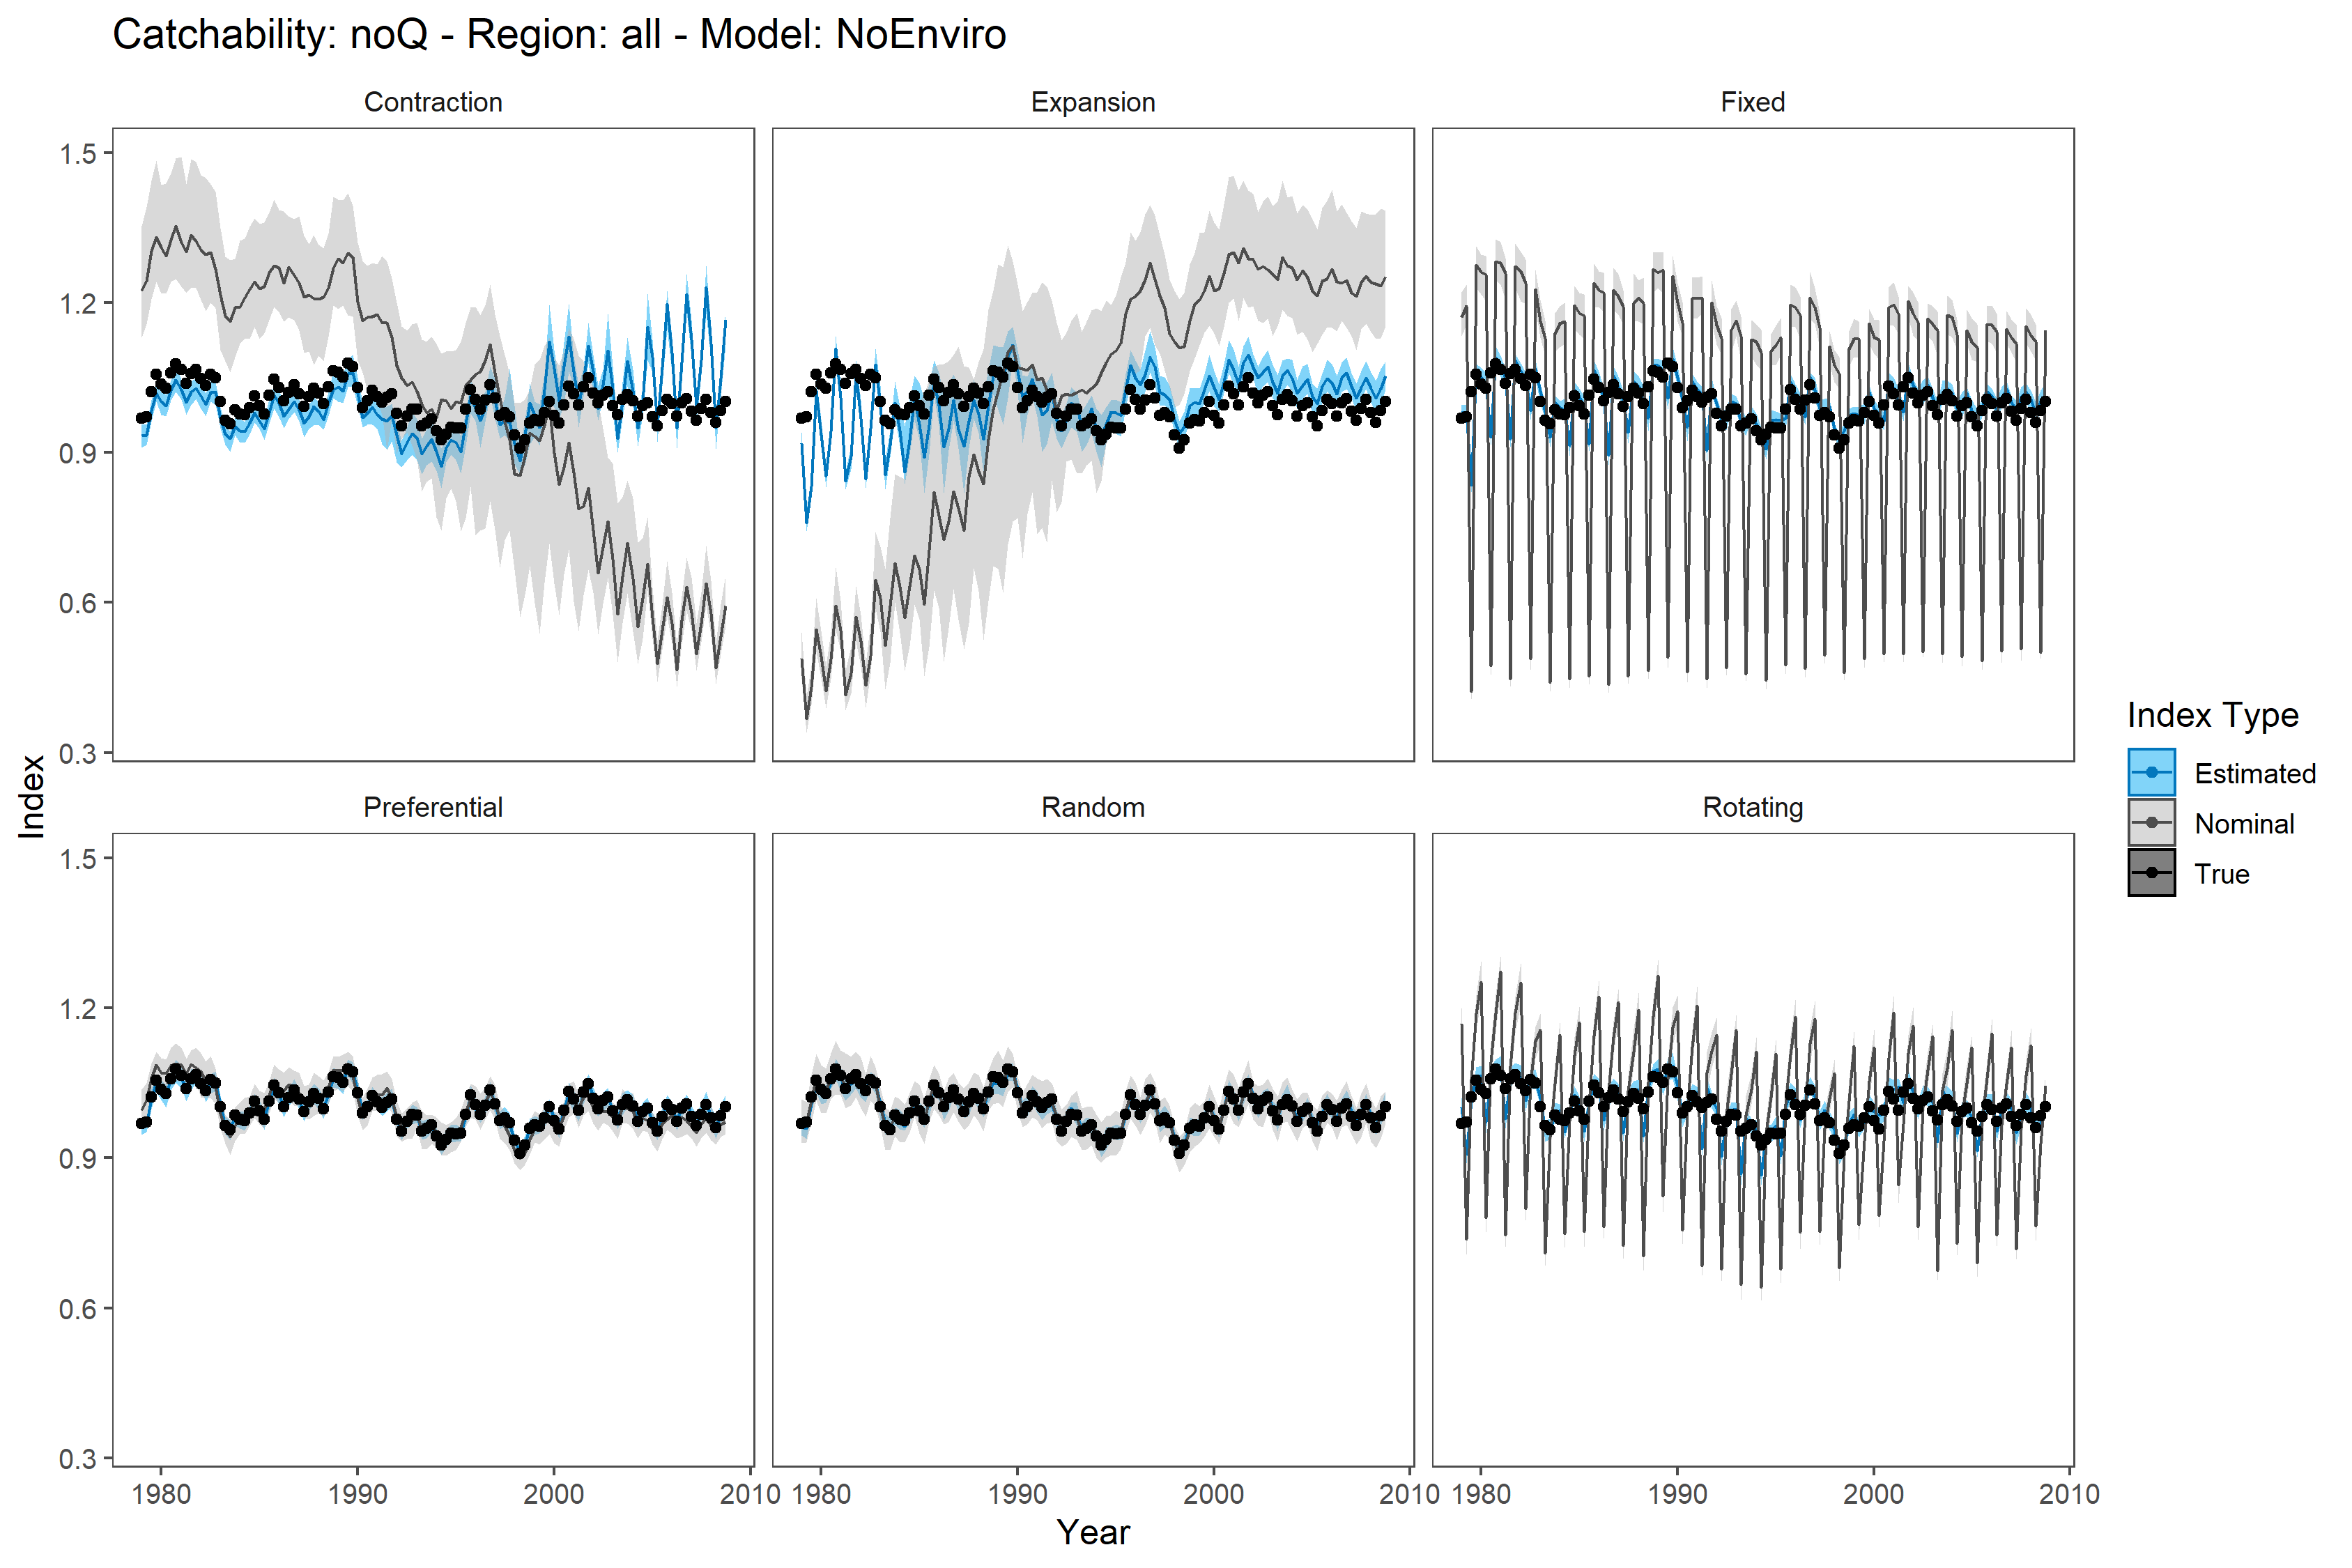 Catchability: noQ - Region: all - Model: NoEnviro
Contraction
Expansion
Fixed
1.5
1.2
0.9
0.6
0.3
Preferential
Random
Rotating
1.5
1.2
0.9
0.6
0.3
1980
1990
2000
2010
1980
1990
2000
2010
1980
1990
2000
2010
Year
Index
Index Type
Estimated
Nominal
True